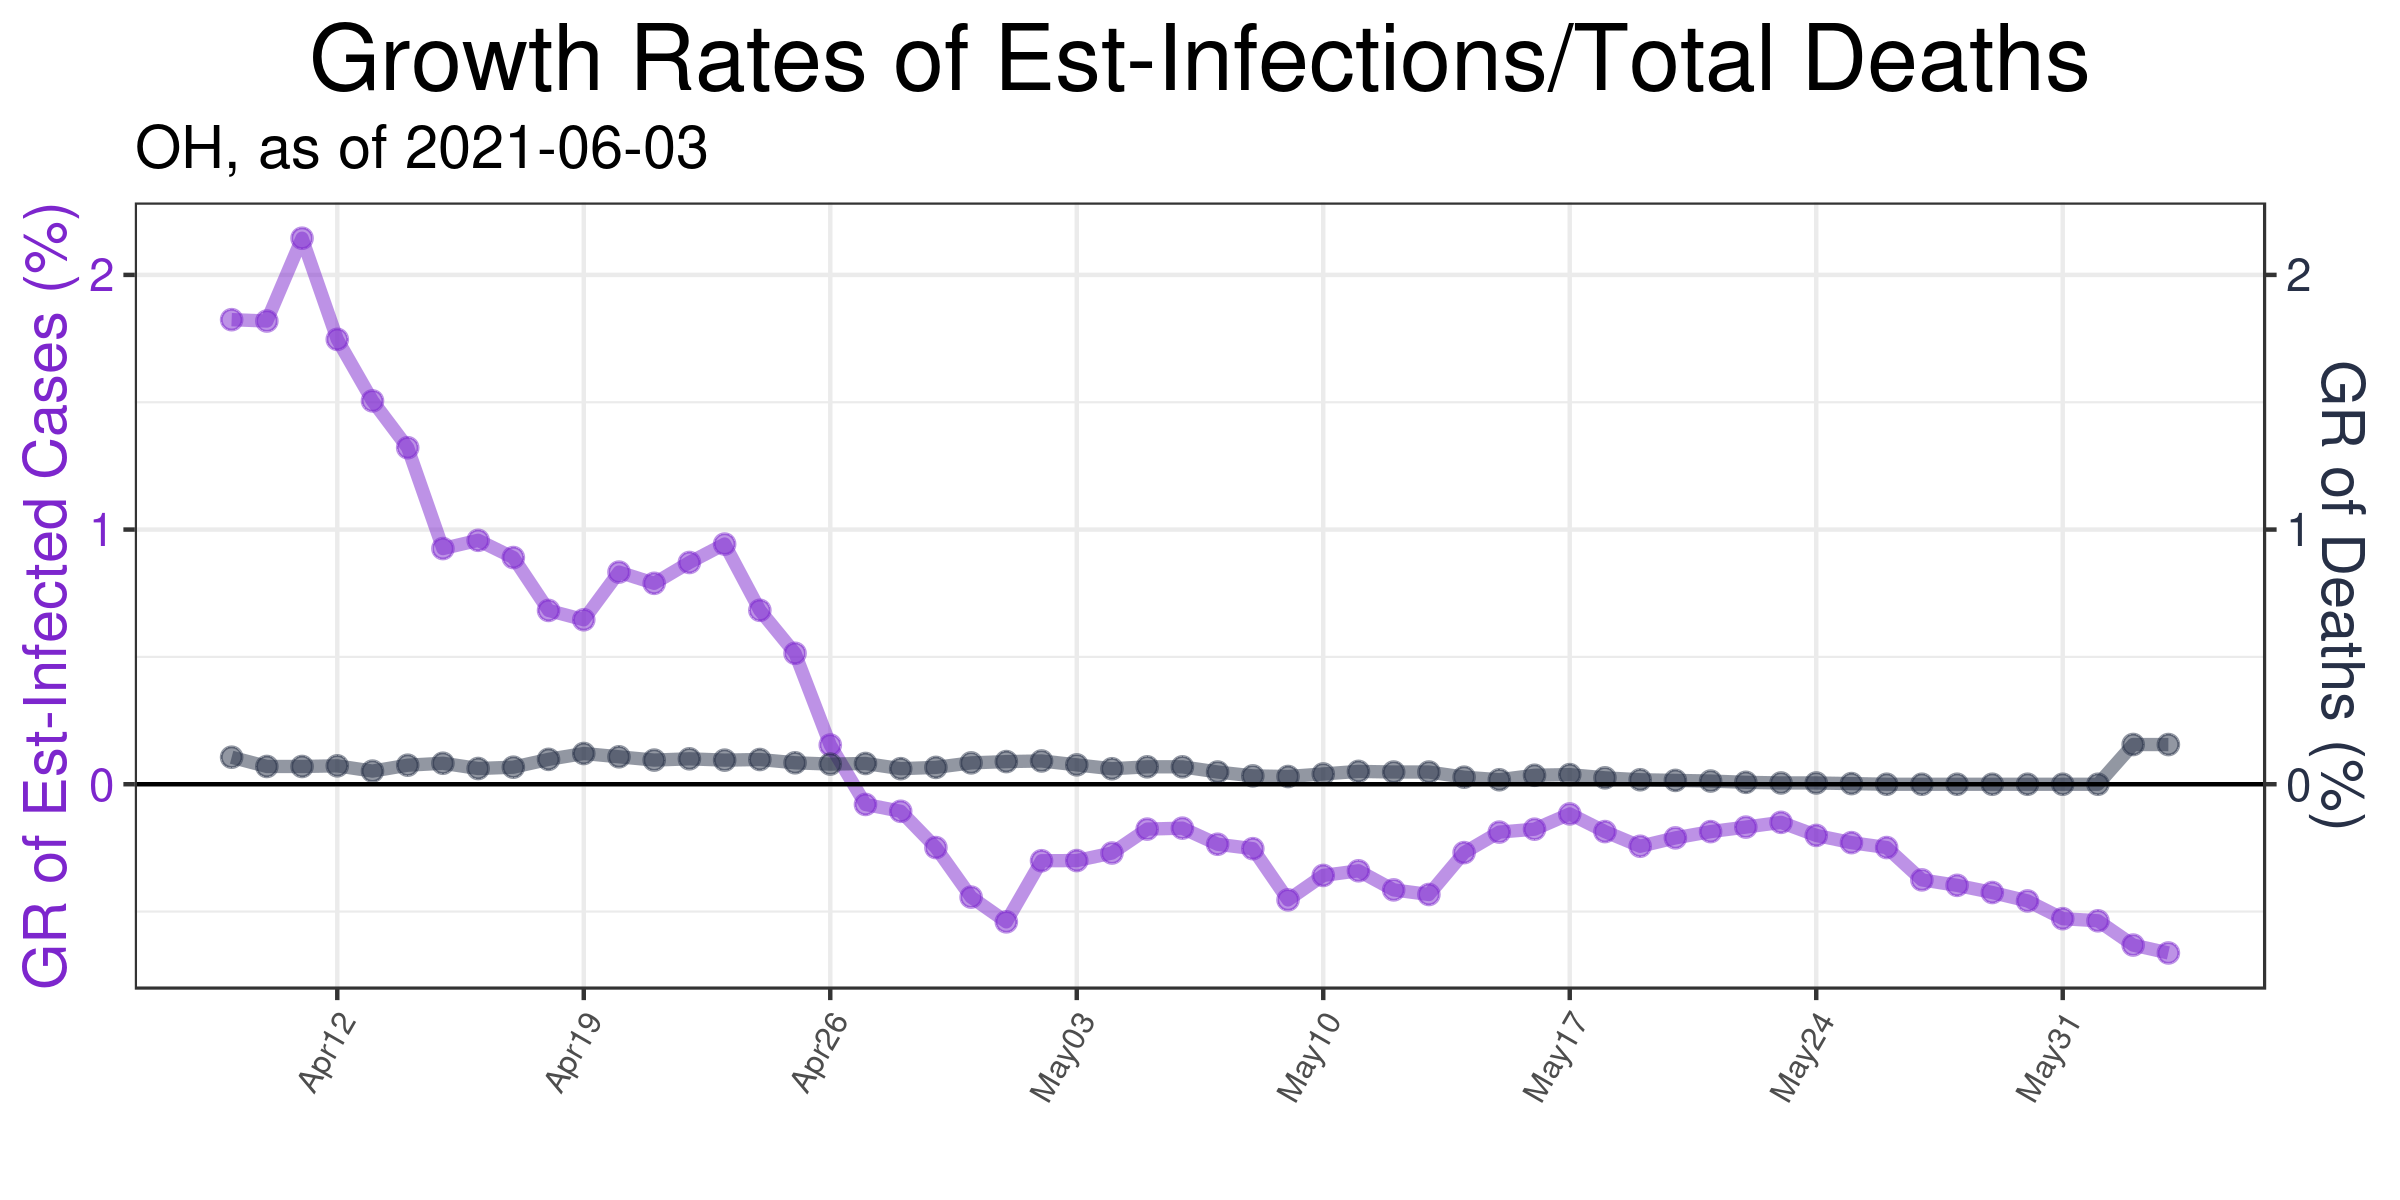 Growth Rates of Est-Infections/Total Deaths
OH, as of 2021-06-03
GR of Est-Infected Cases (%)
2
1
0
2
1
0
GR of Deaths (%)
Apr12
Apr19
Apr26
May03
May10
May17
May24
May31